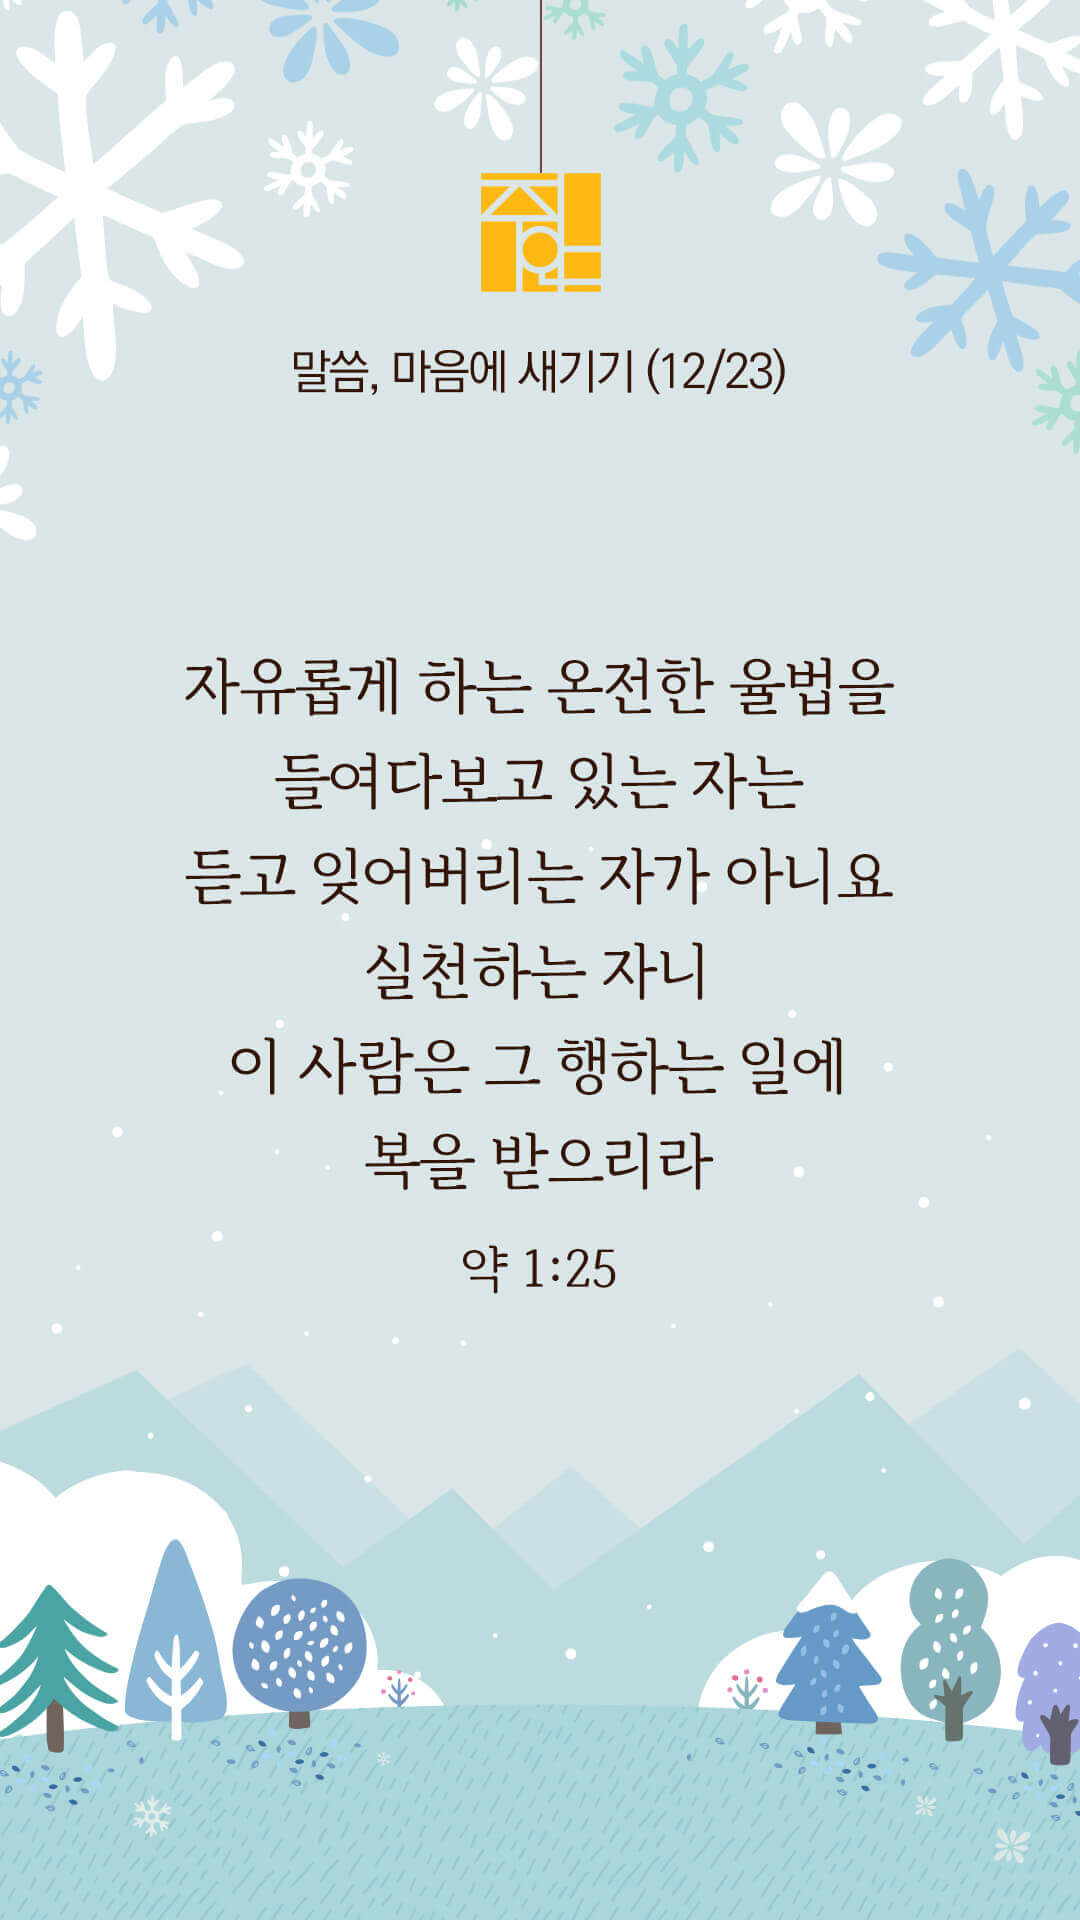 주안
말씀, 마음에 새기기 (12/23)
자유롭게 하는 온전한 율법을
들여다보고 있는 자는
듣고 잊어버리는 자가 아니요
실천하는 자니
이 사람은 그 행하는 일에
복을 받으리라
약 1:25